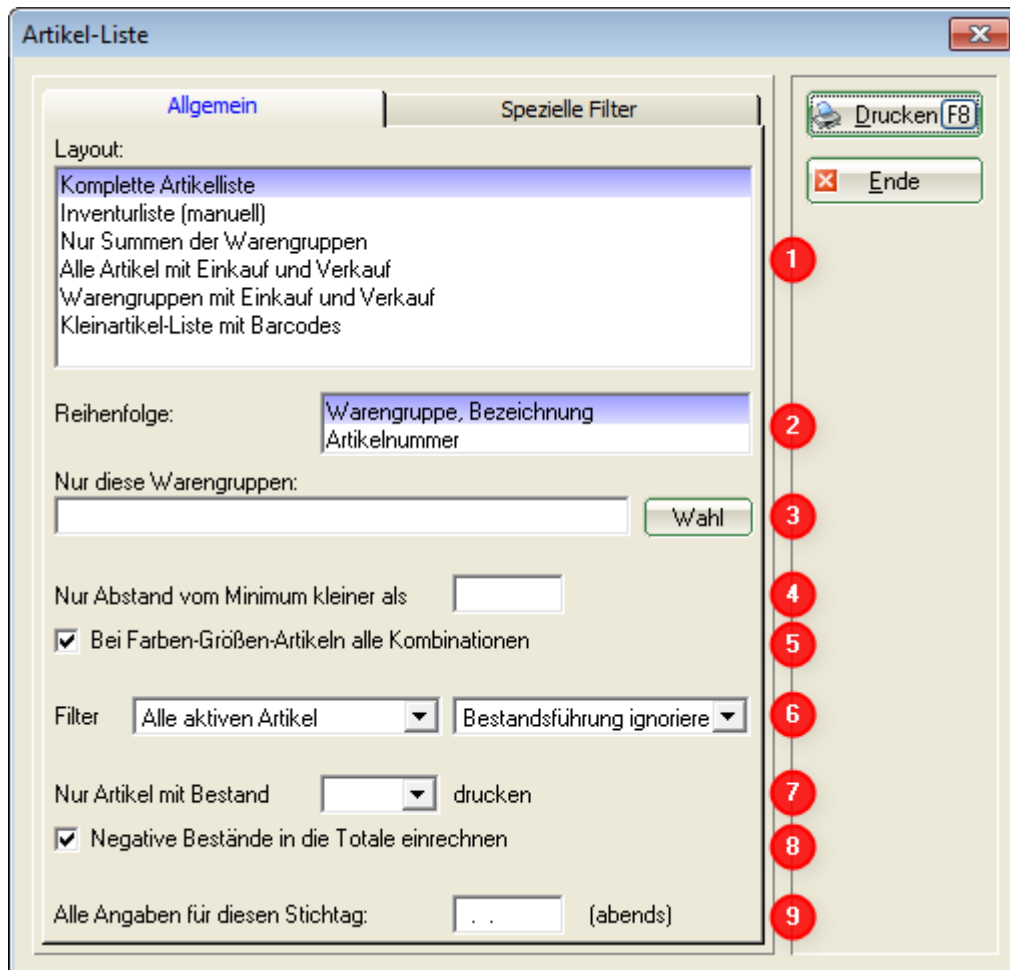 Artikel-Liste
Allgemein
Spezielle Filter
Drucken F8
Ende
Layout:
Komplette Artikelliste
Inventurliste (manuell)
Nur Summen der Warengruppen
Alle Artikel mit Einkauf und Verkauf
Warengruppen mit Einkauf und Verkauf
Kleinartikel-Liste mit Barcodes
1
Reihenfolge:
Warengruppe, Bezeichnung
Artikelnummer
2
Nur diese Warengruppen:
Wahl
3
Nur Abstand vom Minimum kleiner als
4
Bei Farben-Größen-Artikeln alle Kombinationen
5
Filter
Alle aktiven Artikel
Bestandsführung ignoriere
6
Nur Artikel mit Bestand
drucken
7
Negative Bestände in die Totale einrechnen
8
Alle Angaben für diesen Stichtag:
. .
(abends)
9